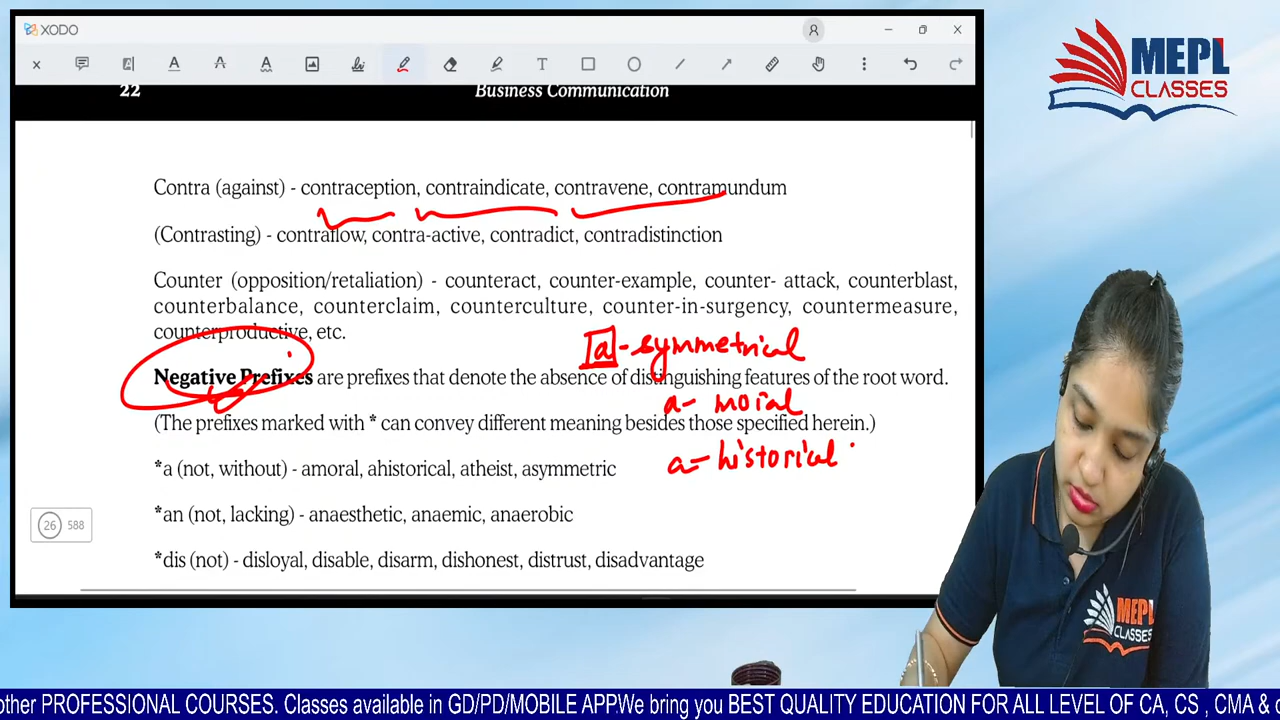 XODO
MEPL
CLASSES
22
Business Communication
Contra (against) - contraception, contraindicate, contravene, contramundum
(Contrasting) - contraflow, contra-active, contradict, contradistinction
Counter (opposition/retaliation) - counteract, counter-example, counter- attack, counterblast,
counterbalance, counterclaim, counterculture, counter-in-surgency, countermeasure,
counterproductive, etc.
a-symmetrical
Negative Prefixes are prefixes that denote the absence of distinguishing features of the root word.
a- moral
(The prefixes marked with * can convey different meaning besides those specified herein.)
a-historical
*a (not, without) - amoral, ahistorical, atheist, asymmetric
*an (not, lacking) - anaesthetic, anaemic, anaerobic
26 588
*dis (not) - disloyal, disable, disarm, dishonest, distrust, disadvantage
MEPL
CLASSES
other PROFESSIONAL COURSES. Classes available in GD/PD/MOBILE APPWe bring you BEST QUALITY EDUCATION FOR ALL LEVEL OF CA, CS , CMA &